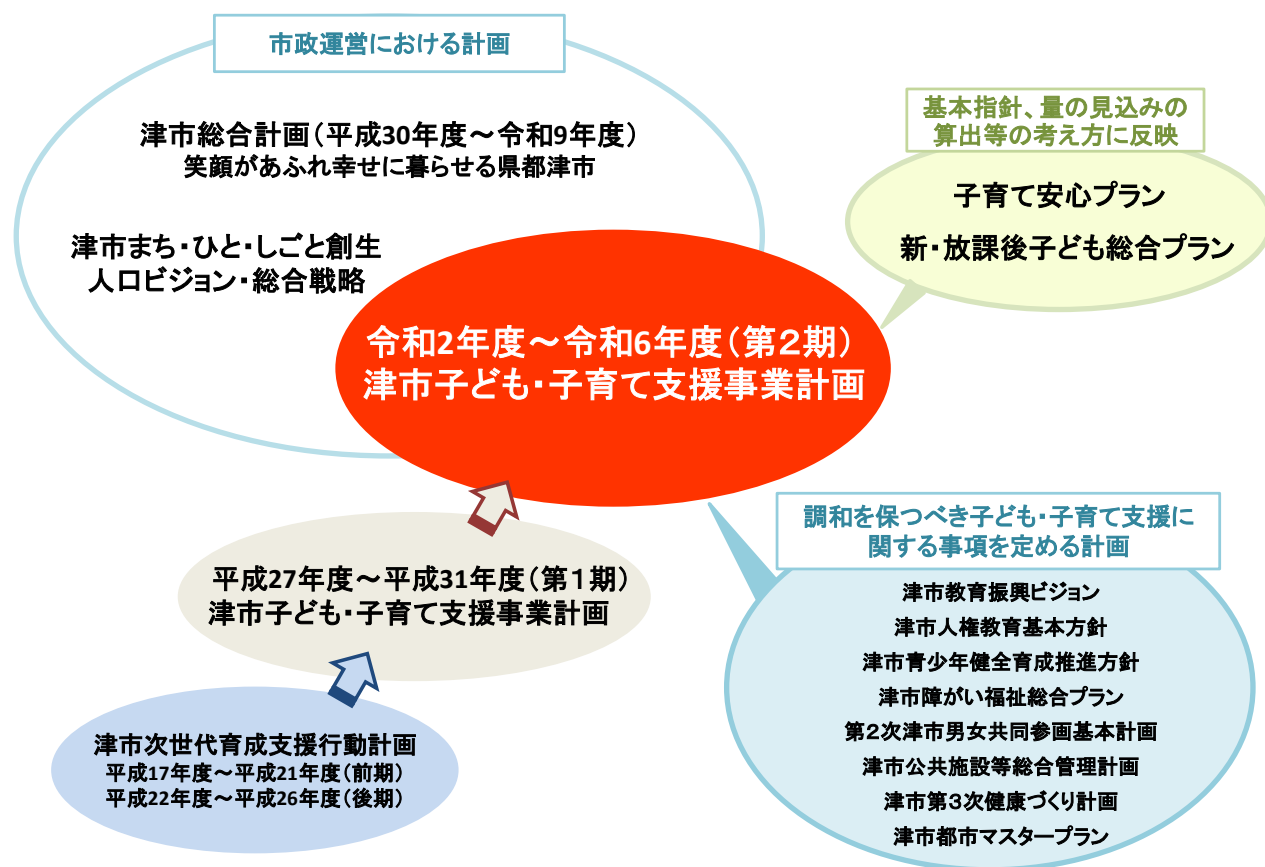 市政運営における計画
津市総合計画（平成30年度～令和9年度）
笑顔があふれ幸せに暮らせる県都津市
津市まち・ひと・しごと創生
人口ビジョン・総合戦略
基本指針、量の見込みの
算出等の考え方に反映
子育て安心プラン
新・放課後子ども総合プラン
令和2年度～令和6年度（第２期）
津市子ども・子育て支援事業計画
平成27年度～平成31年度（第１期）
津市子ども・子育て支援事業計画
津市次世代育成支援行動計画
平成17年度～平成21年度（前期）
平成22年度～平成26年度（後期）
調和を保つべき子ども・子育て支援に
関する事項を定める計画
津市教育振興ビジョン
津市人権教育基本方針
津市青少年健全育成推進方針
津市障がい福祉総合プラン
第２次津市男女共同参画基本計画
津市公共施設等総合管理計画
津市第３次健康づくり計画
津市都市マスタープラン